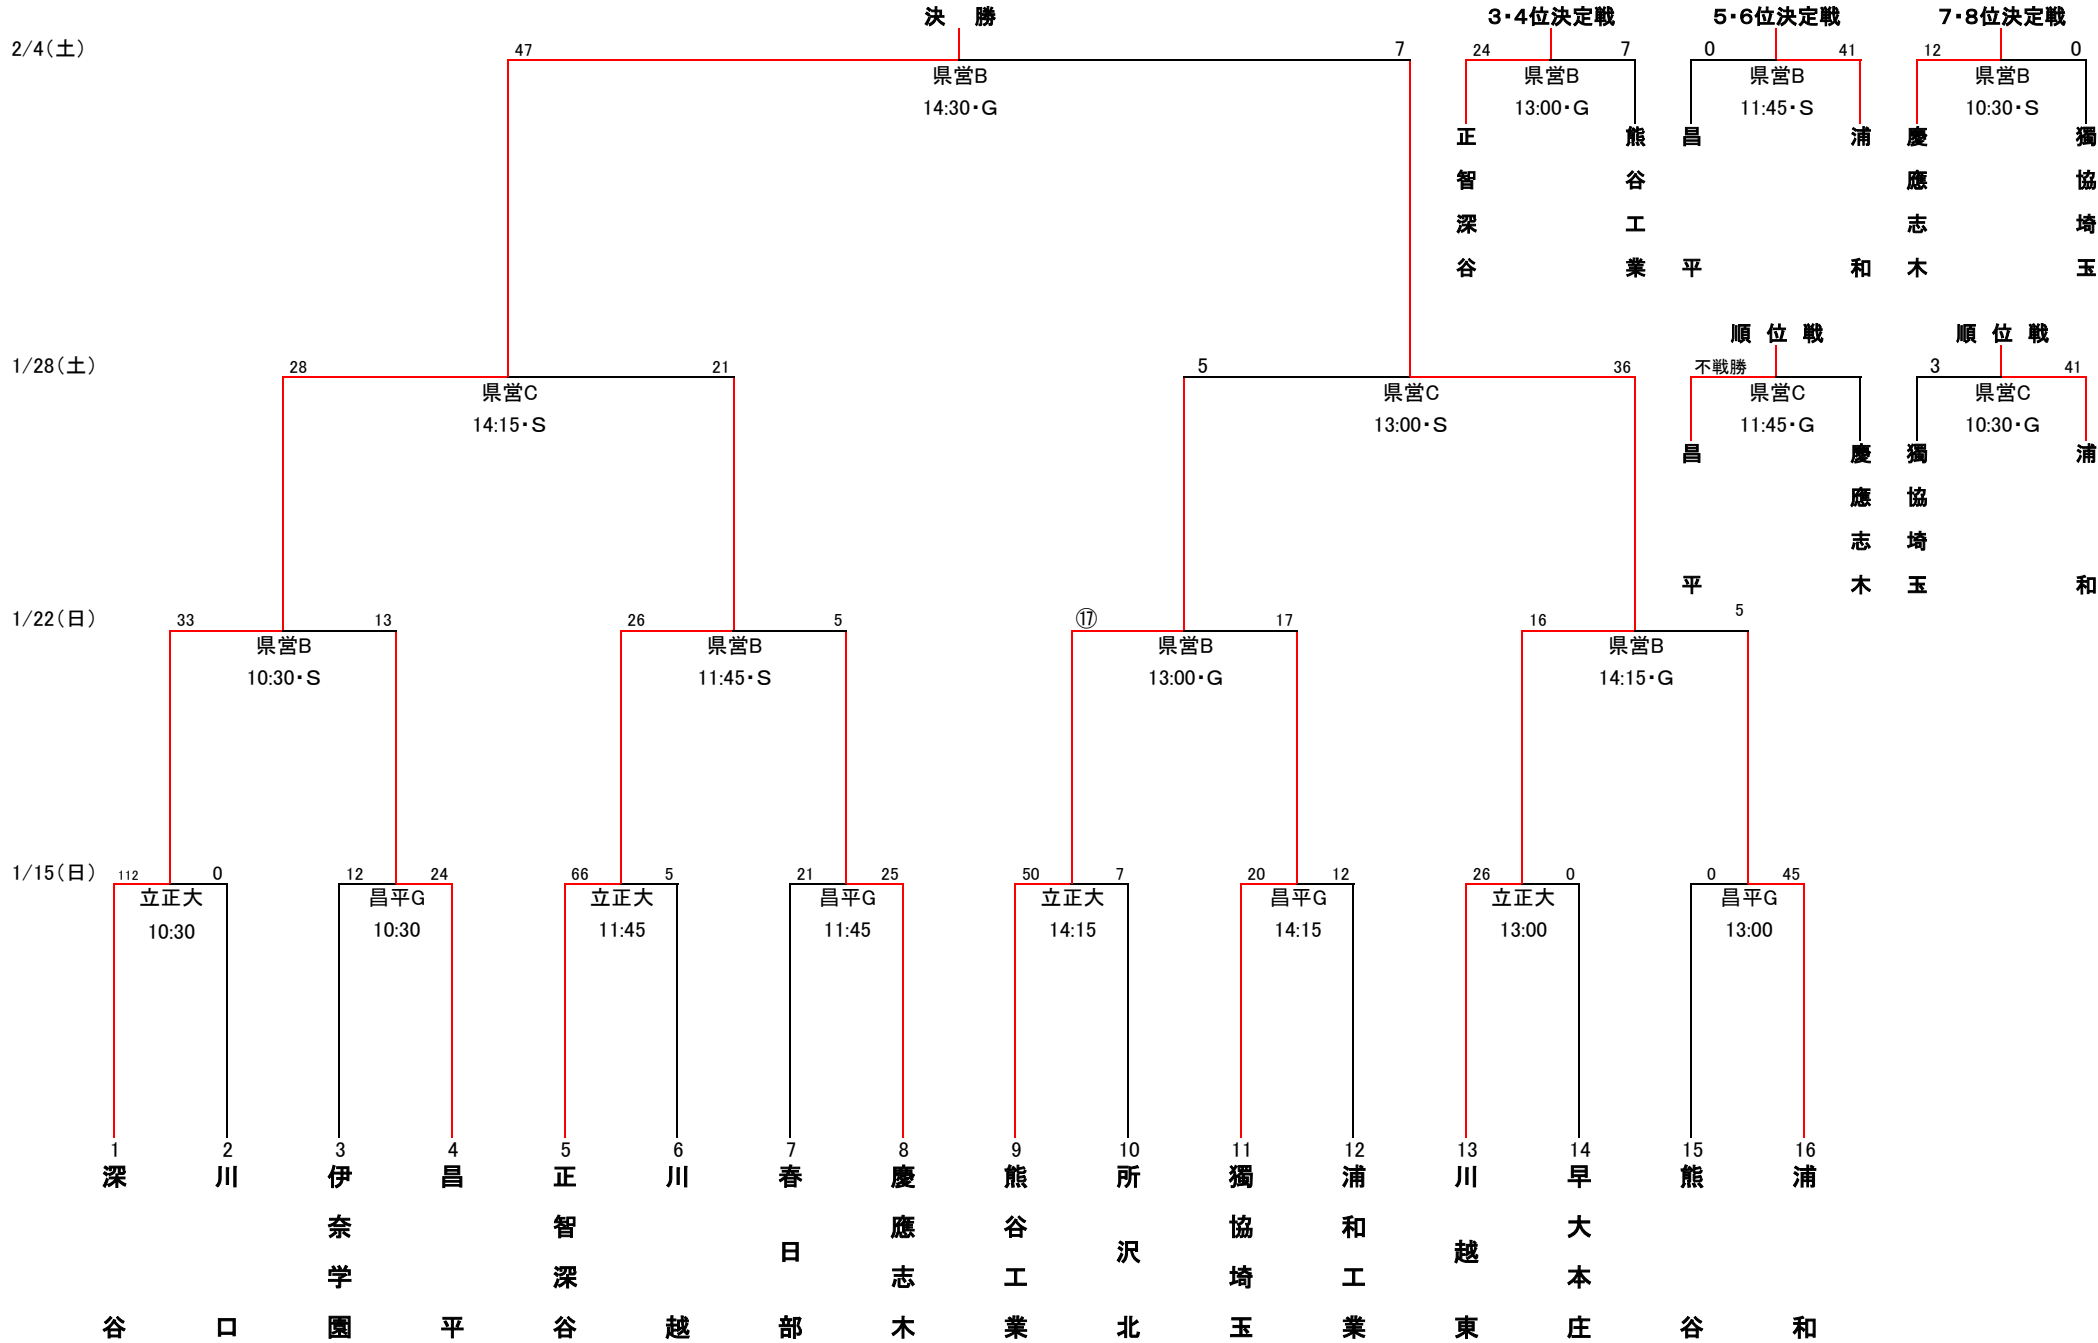 決　勝
3・4位決定戦
5・6位決定戦
7・8位決定戦
2/4(土)
47
7
24
7
0
41
12
0
県営B
県営B
県営B
県営B
14:30・G
13:00・G
11:45・S
10:30・S
正智深谷
熊谷工業
昌平
浦和
慶應志木
獨協埼玉
順 位 戦
順 位 戦
1/28(土)
28
21
5
36
不戦勝
3
41
県営C
県営C
県営C
県営C
14:15・S
13:00・S
11:45・G
10:30・G
昌平
慶應志木
獨協埼玉
浦和
1/22(日)
33
13
26
5
⑰
17
16
5
県営B
県営B
県営B
県営B
10:30・S
11:45・S
13:00・G
14:15・G
1/15(日)
112
0
12
24
66
5
21
25
50
7
20
12
26
0
0
45
立正大
昌平G
立正大
昌平G
立正大
昌平G
立正大
昌平G
10:30
10:30
11:45
11:45
14:15
14:15
13:00
13:00
1
2
3
4
5
6
7
8
9
10
11
12
13
14
15
16
深谷
川口
伊奈学園
昌平
正智深谷
川越
春日部
慶應志木
熊谷工業
所沢北
獨協埼玉
浦和工業
川越東
早大本庄
熊谷
浦和